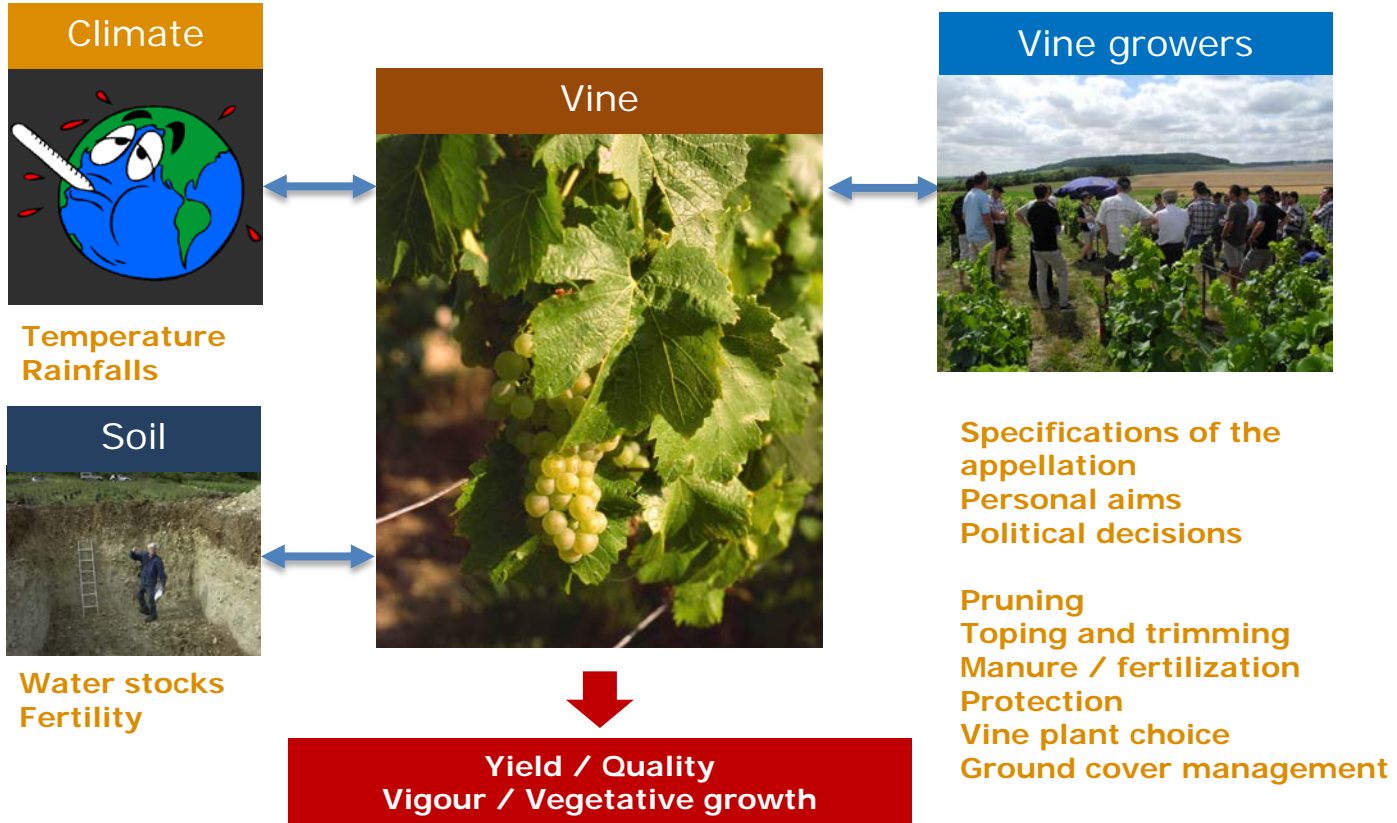 Climate
Temperature
Rainfalls
Soil
Water stocks
Fertility
Vine
Yield / Quality
Vigour / Vegetative growth
Vine growers
Specifications of the
appellation
Personal aims
Political decisions
Pruning
Toping and trimming
Manure / fertilization
Protection
Vine plant choice
Ground cover management